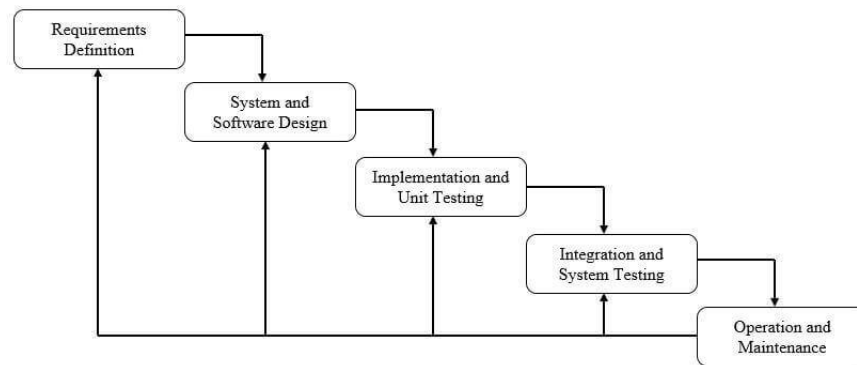 Requirements
Definition
System and
Software Design
Implementation and
Unit Testing
Integration and
System Testing
Operation and
Maintenance